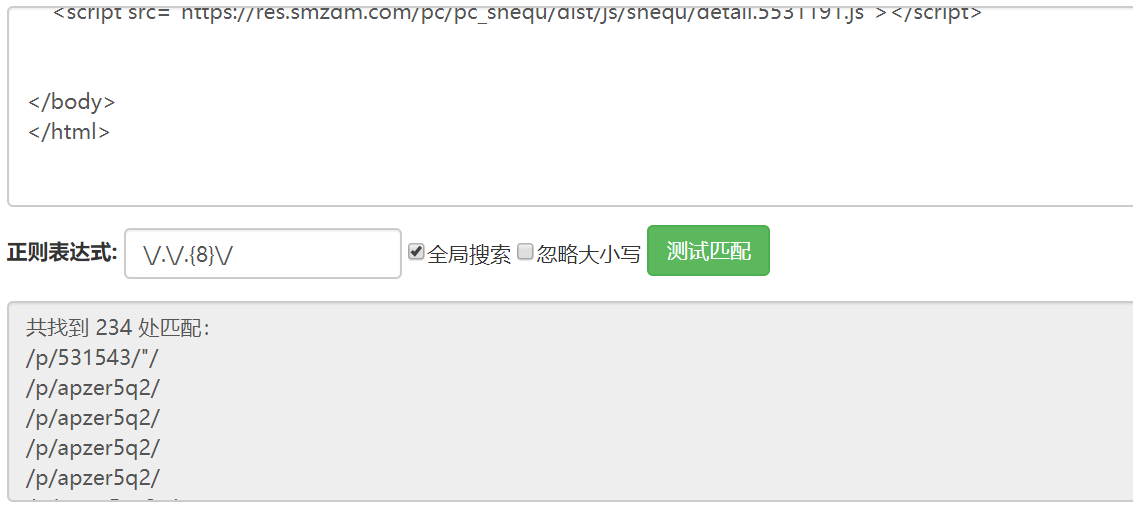 <script src="https://res.smzdm.com/pc/pc_shequ/dist/js/shequ/detail.5531191.js"></script>
</body>
</html>
正则表达式: \/.\/.{8}\/ 全局搜索 忽略大小写 测试匹配
共找到 234 处匹配：
/p/531543/"/
/p/apzer5q2/
/p/apzer5q2/
/p/apzer5q2/
/p/apzer5q2/